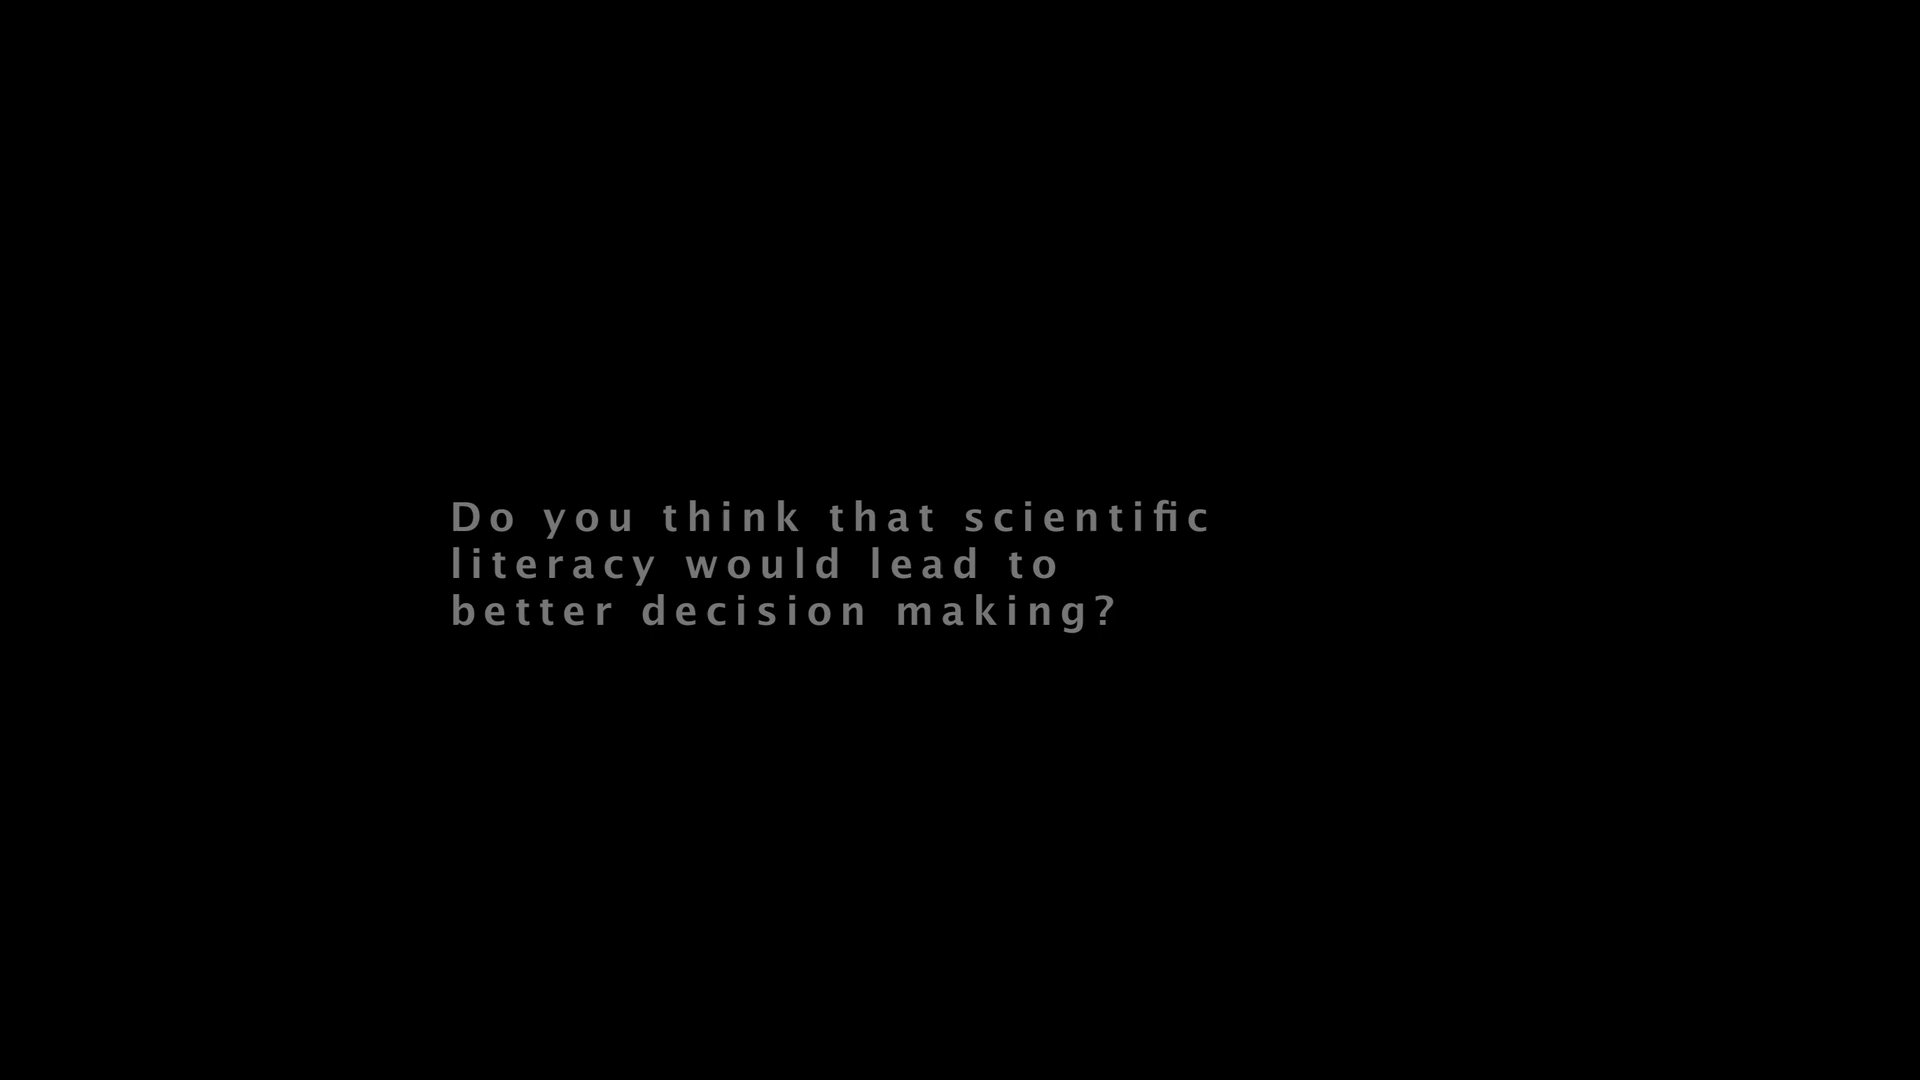 Do you think that scientific
literacy would lead to
better decision making?